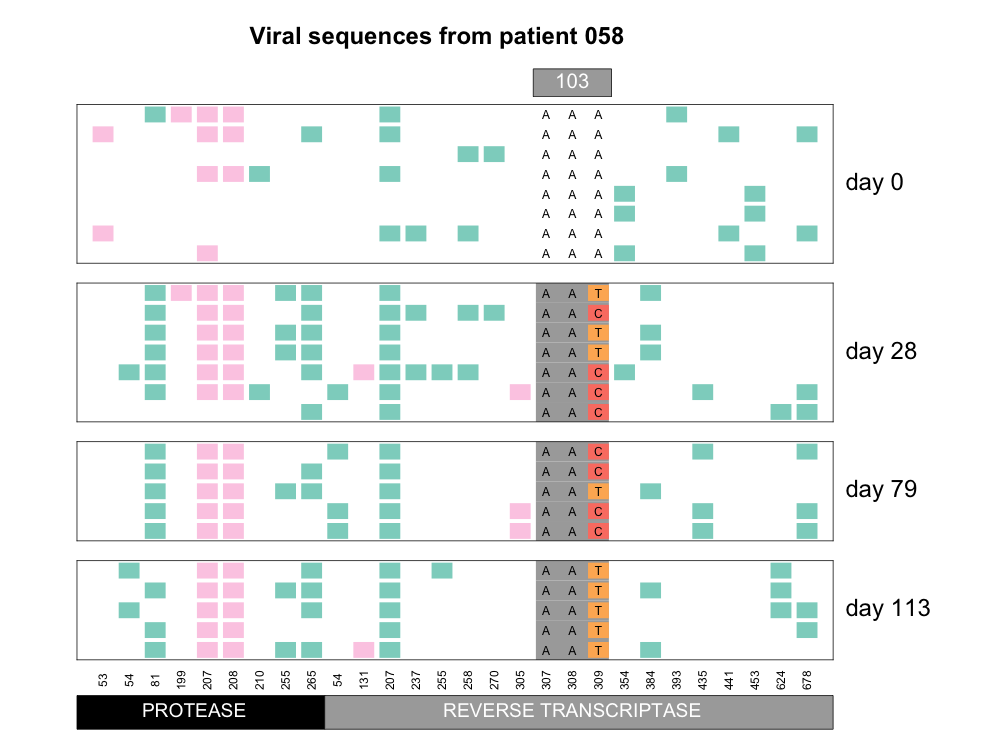 Viral sequences from patient 058
103
A A A
A A A
A A A
A A A
A A A
A A A
A A A
A A A
day 0
A A T
A A C
A A T
A A T
A A C
A A C
A A C
day 28
A A C
A A C
A A T
A A C
A A C
day 79
A A T
A A T
A A T
A A T
A A T
day 113
53 54 81 199 207 208 210 255 265 54 131 207 237 255 258 270 305 307 308 309 354 384 393 435 441 453 624 678
PROTEASE REVERSE TRANSCRIPTASE